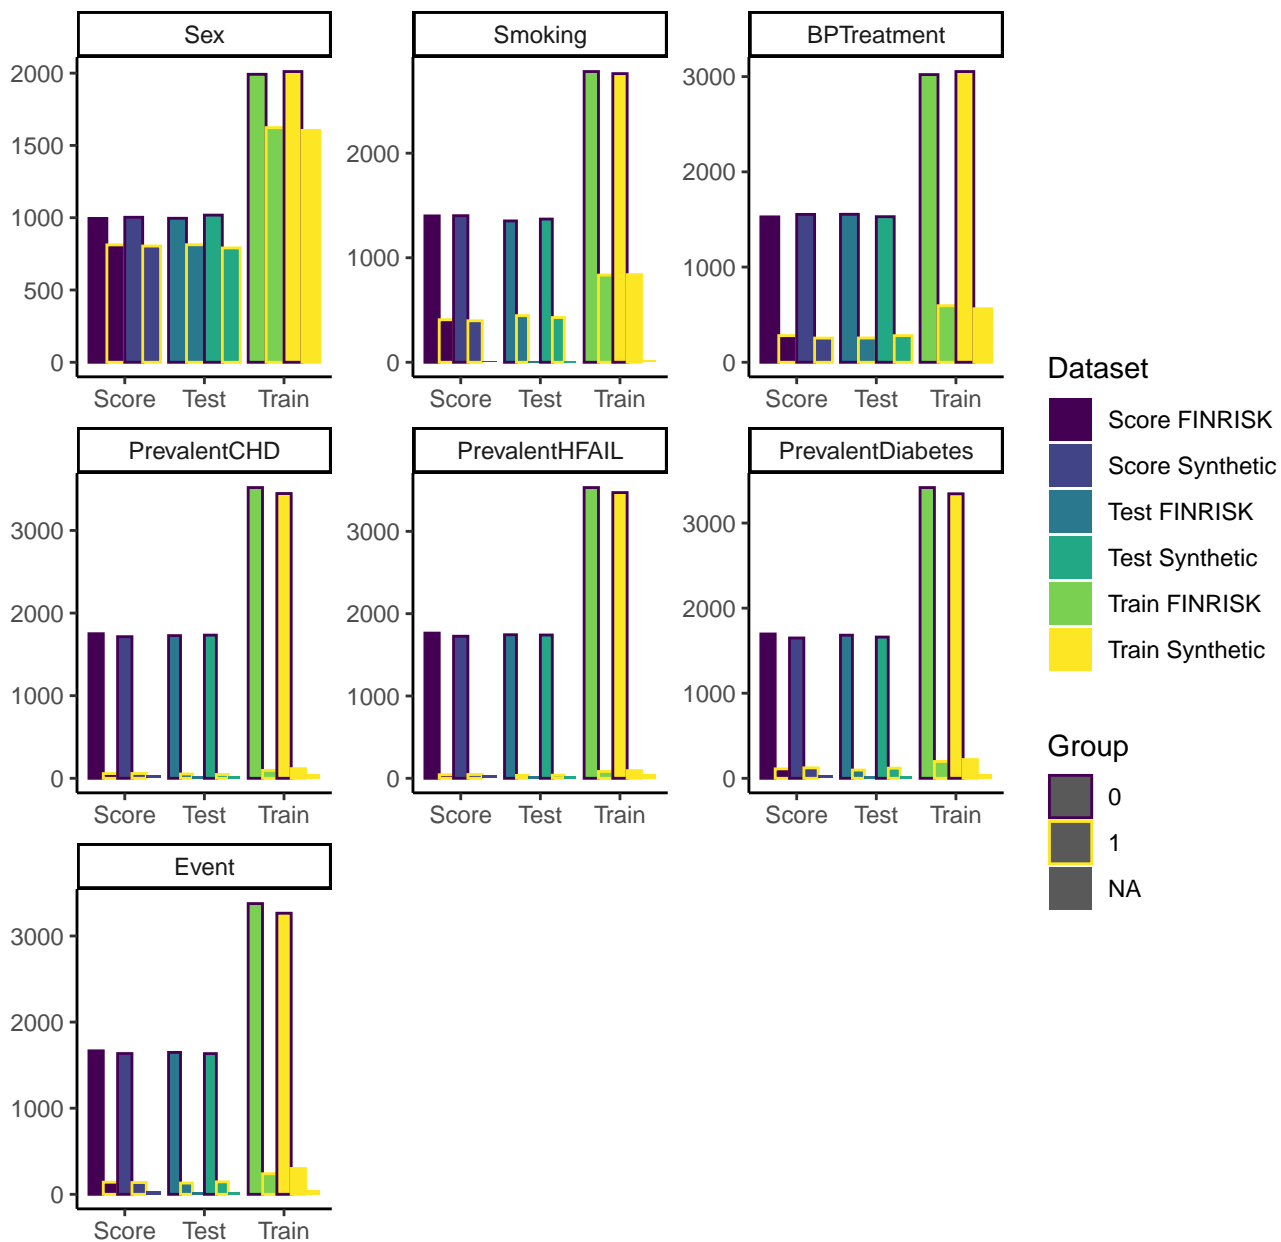 Sex
Smoking
BPTreatment
2000
1500
1000
500
0
Score Test Train
2000
1000
0
Score Test Train
3000
2000
1000
0
Score Test Train
PrevalentCHD
PrevalentHFAIL
PrevalentDiabetes
3000
2000
1000
0
Score Test Train
3000
2000
1000
0
Score Test Train
3000
2000
1000
0
Score Test Train
Event
3000
2000
1000
0
Score Test Train
Dataset
Score FINRISK
Score Synthetic
Test FINRISK
Test Synthetic
Train FINRISK
Train Synthetic
Group
0
1
NA